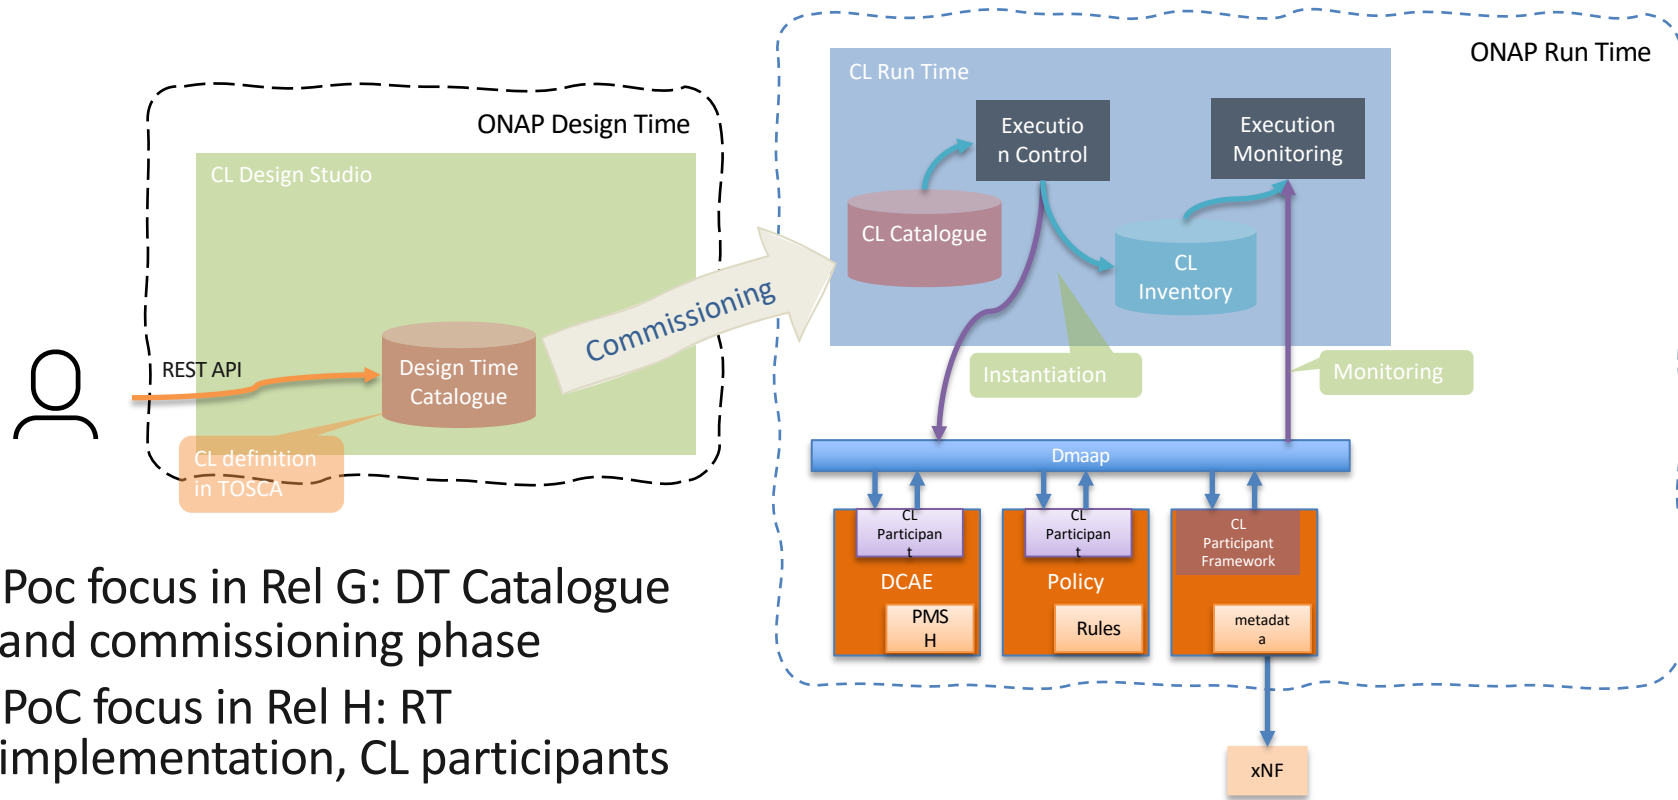 ONAP Design Time
CL Design Studio
REST API
Design Time
Catalogue
CL definition
in TOSCA
Commissioning
ONAP Run Time
CL Run Time
Executio
n Control
Execution
Monitoring
CL Catalogue
CL
Inventory
Instantiation
Monitoring
Dmaap
CL
Participan
t
DCAE
PMS
H
CL
Participan
t
Policy
Rules
CL
Participant
Framework
metadat
a
xNF
Poc focus in Rel G: DT Catalogue
and commissioning phase
PoC focus in Rel H: RT
implementation, CL participants